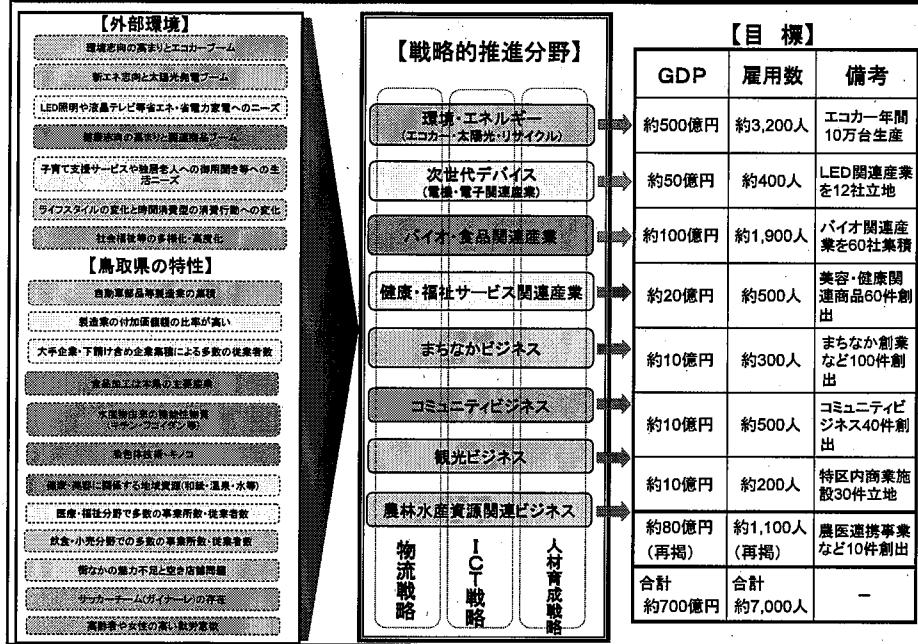 【外部環境】
環境志向の高まりとエコカーブーム
新エネ志向と太陽光発電ブーム
LED照明や液晶テレビ等省エネ・省電力家電へのニーズ
健康志向の高まりと関連商品ブーム
子育て支援サービスや独居老人への御用聞き等への生
活ニーズ
ライフスタイルの変化と時間消費型の消費行動への変化
社会福祉等の多様化・高度化
【鳥取県の特性】
自動車部品等製造業の集積
製造業の付加価値額の比率が高い
大手企業・下請け含め企業集積による多数の従業者数
食品加工は本県の主要産業
水産物由来の機能性物質
(キチン・フコイダン等)
染色体技術・キノコ
健康・美容に関係する地域資源(和紙・温泉・水等)
医療・福祉分野で多数の事業所数・従業者数
飲食・小売分野での多数の事業所数・従業者数
街なかの魅力不足と空き店舗問題
サッカーチーム(ガイナーレ)の存在
高齢者や女性の高い就労意欲
【戦略的推進分野】
環境・エネルギー
(エコカー・太陽光・リサイクル)
次世代デバイス
(電機・電子関連産業)
バイオ・食品関連産業
健康・福祉サービス関連産業
まちなかビジネス
コミュニティビジネス
観光ビジネス
農林水産資源関連ビジネス
物流戦略
ICT戦略
人材育成戦略
【目 標】
GDP 雇用数 備考
約500億円 約3,200人 エコカー年間
10万台生産
約50億円 約400人 LED関連産業
を12社立地
約100億円 約1,900人 バイオ関連産
業を60社集積
約20億円 約500人 美容・健康関
連商品60件創
出
約10億円 約300人 まちなか創業
など100件創
出
約10億円 約500人 コミュニティビ
ジネス40件創
出
約10億円 約200人 特区内商業施
設30件立地
約80億円 約1,100人 農医連携事業
(再掲) (再掲) など10件創出
合計 合計
約700億円 約7,000人 －